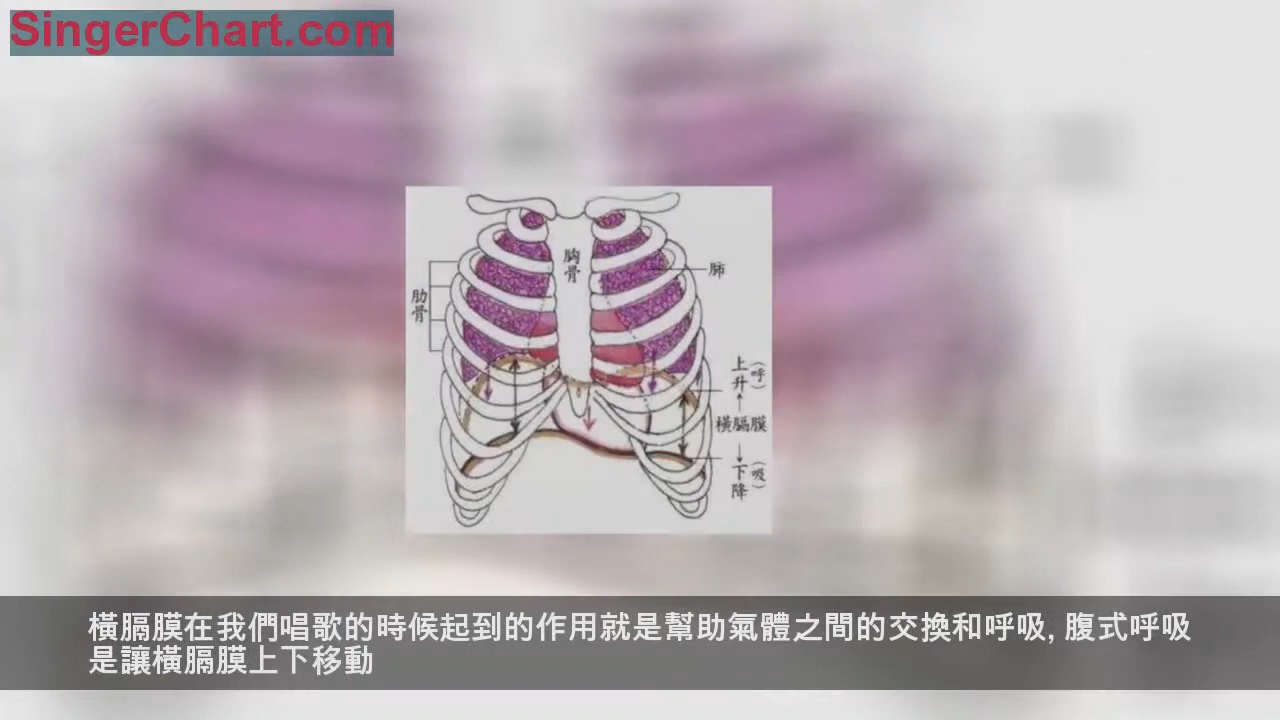 SingerChart.com
胸骨
肺
肋骨
上升
(呼)
橫膈膜
下降
(吸)
橫膈膜在我們唱歌的時候起到的作用就是幫助氣體之間的交換和呼吸, 腹式呼吸
是讓橫膈膜上下移動